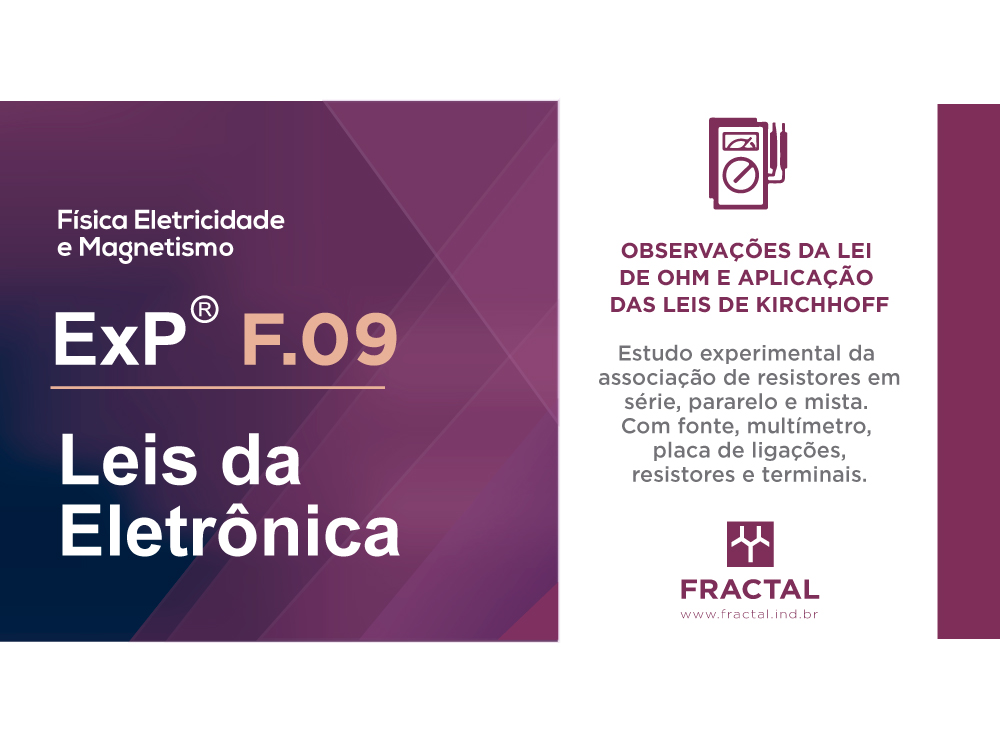 Física Eletricidade
e Magnetismo
ExP® F.09
Leis da
Eletrônica
OBSERVAÇÕES DA LEI
DE OHM E APLICAÇÃO
DAS LEIS DE KIRCHHOFF
Estudo experimental da
associação de resistores em
série, pararelo e mista.
Com fonte, multímetro,
placa de ligações,
resistores e terminais.
FRACTAL
www.fractal.ind.br